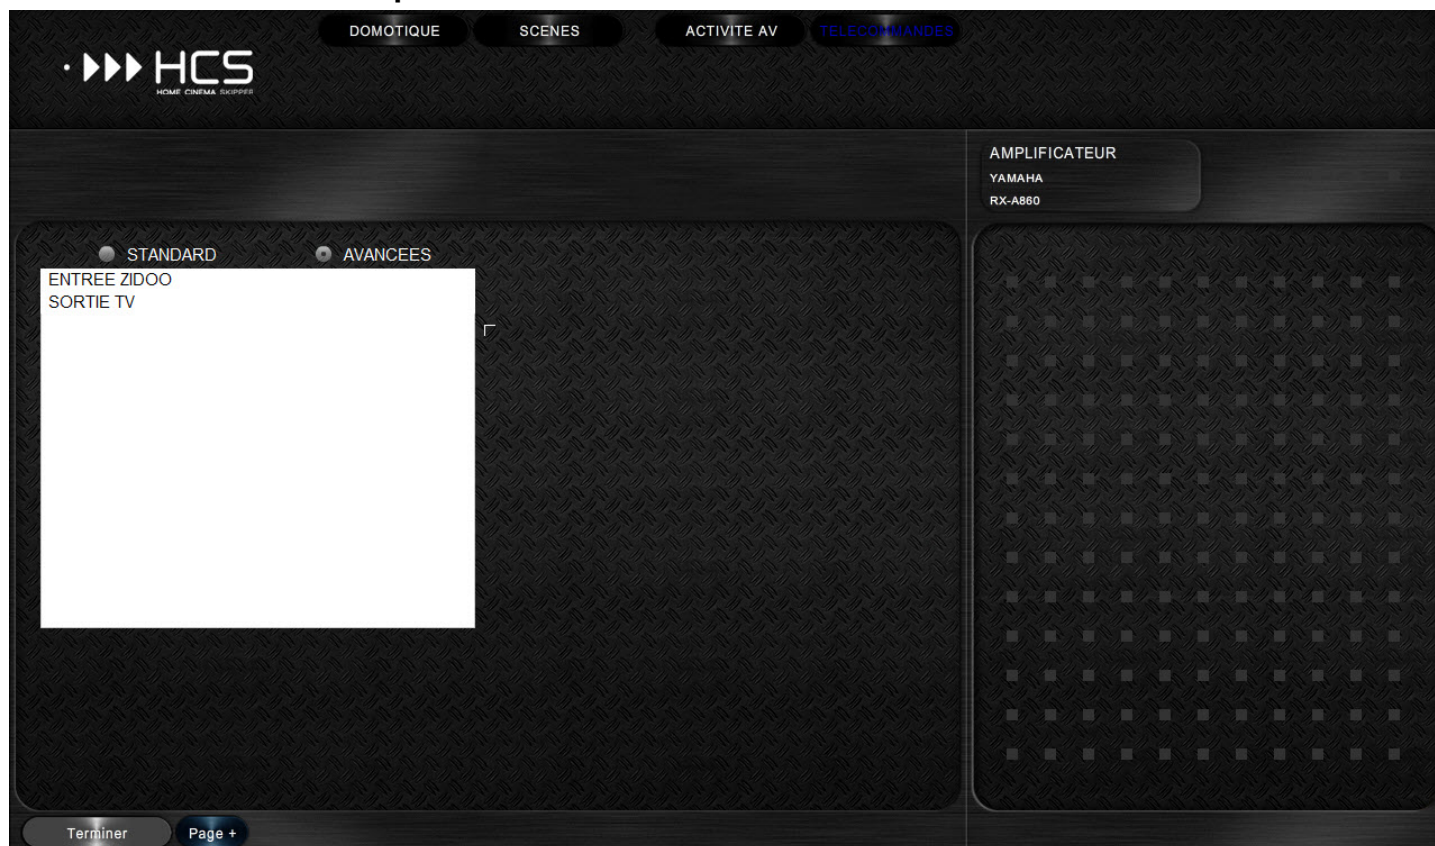 DOMOTIQUE SCENES ACTIVITE AV TELECOMMANDES
HCS
HOME CINEMA SKIPPER
AMPLIFICATEUR
YAMAHA
RX-A860
STANDARD AVANCEES
ENTREE ZIDOO
SORTIE TV
Terminer Page +